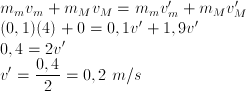 m_m v_m + m_M v_M = m_m v'_m + m_M v'_M
(0,1)(4) + 0 = 0,1v' + 1,9v'
0,4 = 2v'
v' = \frac{0,4}{2} = 0,2 m/s